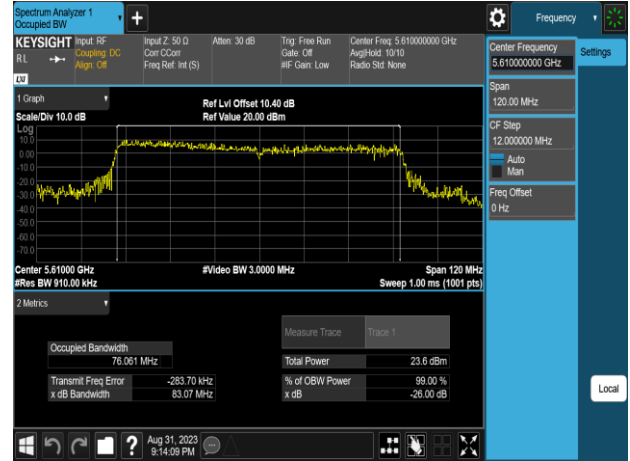 Spectrum Analyzer 1
Occupied BW
Frequency
KEYSIGHT
RL
LXI
Input: RF
Coupling: DC
Align: Off
Input Z: 50 Ω
Corr CCorr
Freq Ref: Int (S)
Atten: 30 dB
Trig: Free Run
Gate: Off
#IF Gain: Low
Center Freq: 5.610000000 GHz
Avg|Hold: 10/10
Radio Std: None
Center Frequency
5.610000000 GHz
Settings
Span
120.00 MHz
CF Step
12.000000 MHz
Auto
Man
Freq Offset
0 Hz
Local
1 Graph
Scale/Div 10.0 dB
Ref Lvl Offset 10.40 dB
Ref Value 20.00 dBm
Log
10.0
0.00
-10.0
-20.0
-30.0
-40.0
-50.0
-60.0
-70.0
Center 5.61000 GHz
#Video BW 3.0000 MHz
Span 120 MHz
#Res BW 910.00 kHz
Sweep 1.00 ms (1001 pts)
2 Metrics
Measure Trace
Trace 1
Occupied Bandwidth
76.061 MHz
Total Power
23.6 dBm
Transmit Freq Error
-283.70 kHz
% of OBW Power
99.00 %
x dB Bandwidth
83.07 MHz
x dB
-26.00 dB
?
Aug 31, 2023
9:14:09 PM